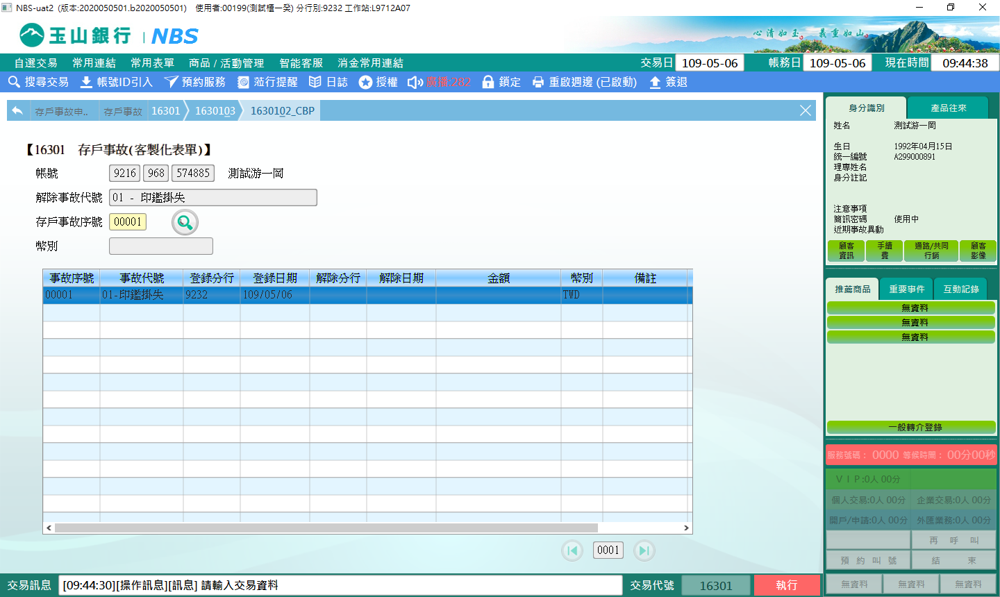 NBS-uat2 (版本:2020050501.b2020050501) 使用者:00199(測試櫃一癸) 分行別:9232 工作站:L9712A07
玉山銀行 NBS 心清如玉。 義重如山。
自選交易 常用連結 常用表單 商品 / 活動管理 智能客服 消金常用連結 交易日 109-05-06 帳務日 109-05-06 現在時間 09:44:38
搜尋交易 帳號ID引入 預約服務 蒞行提醒 日誌 授權 廣播:282 鎖定 重啟週邊 (已啟動) 簽退
存戶事故申.. 存戶事故 16301 1630103 1630102_CBP
【16301 存戶事故(客製化表單)】
帳號 9216 968 574885 測試游一岡
解除事故代號 01 - 印鑑掛失
存戶事故序號 00001
幣別
事故序號 事故代號 登錄分行 登錄日期 解除分行 解除日期 金額 幣別 備註
00001 01-印鑑掛失 9232 109/05/06 TWD
0001
交易訊息 [09:44:30][操作訊息][訊息] 請輸入交易資料 交易代號 16301 執行
身分識別 產品往來
姓名 測試游一岡
生日 1992年04月15日
統一編號 A299000891
理專姓名
身分註記
注意事項
簡訊密碼 使用中
近期事故異動
顧客資訊 手續費 通路/共同行銷 顧客影像
推薦商品 重要事件 互動記錄
無資料
無資料
無資料
一般轉介登錄
服務號碼： 0000 等候時間： 00分00秒
ＶＩＰ:0人 00分
個人交易:0人 00分 企業交易:0人 00分
開戶/申請:0人 00分 外匯業務:0人 00分
再 呼 叫
預 約 叫 號 結 束
無資料 無資料 無資料